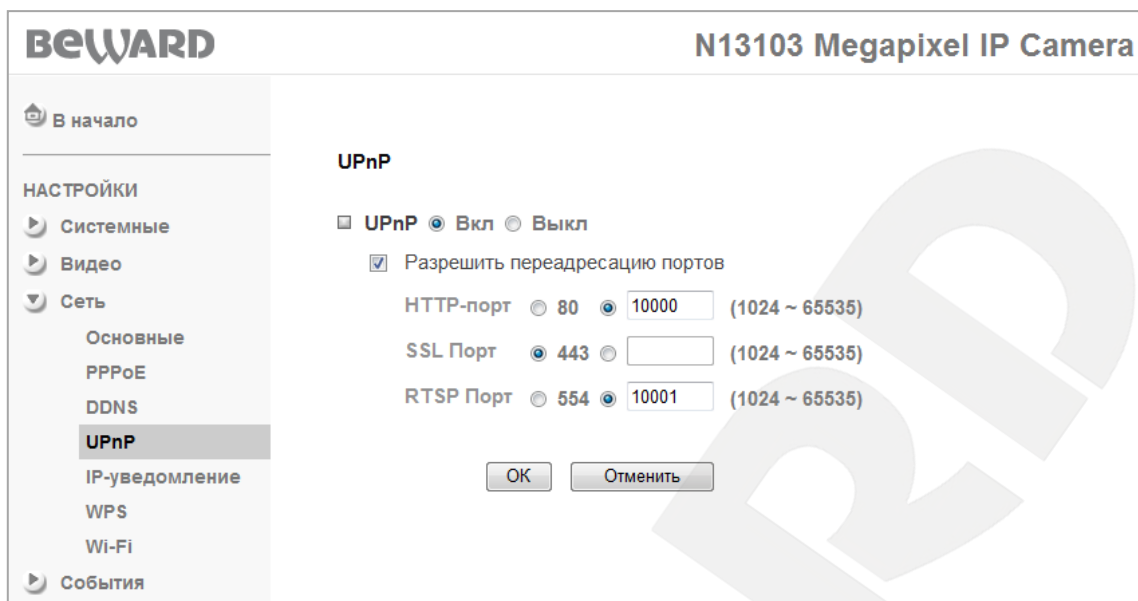 BEWARD
N13103 Megapixel IP Camera
В начало
НАСТРОЙКИ
Системные
Видео
Сеть
Основные
PPPoE
DDNS
UPnP
IP-уведомление
WPS
Wi-Fi
События
UPnP
UPnP Вкл Выкл
Разрешить переадресацию портов
HTTP-порт 80 10000 (1024 ~ 65535)
SSL Порт 443 (1024 ~ 65535)
RTSP Порт 554 10001 (1024 ~ 65535)
OK Отменить
RD